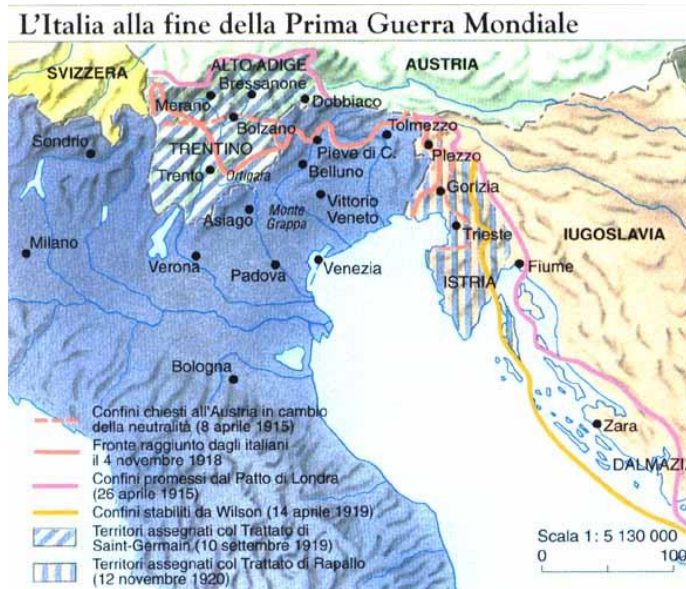 L'Italia alla fine della Prima Guerra Mondiale
SVIZZERA
ALTO ADIGE
AUSTRIA
Bressanone
Merano
Dobbiaco
Bolzano
Tolmezzo
Sondrio
TRENTINO
Pieve di C.
Plezzo
Trento
Ortigara
Belluno
Gorizia
Asiago
Monte
Grappa
Vittorio
Veneto
Trieste
IUGOSLAVIA
Milano
Verona
Padova
Venezia
ISTRIA
Fiume
Bologna
Zara
DALMAZIA
Confini chiesti all'Austria in cambio
della neutralità (8 aprile 1915)
Fronte raggiunto dagli italiani
il 4 novembre 1918
Confini promessi dal Patto di Londra
(26 aprile 1915)
Confini stabiliti da Wilson (14 aprile 1919)
Territori assegnati col Trattato di
Saint-Germain (10 settembre 1919)
Territori assegnati col Trattato di Rapallo
(12 novembre 1920)
Scala 1: 5 130 000
0 100